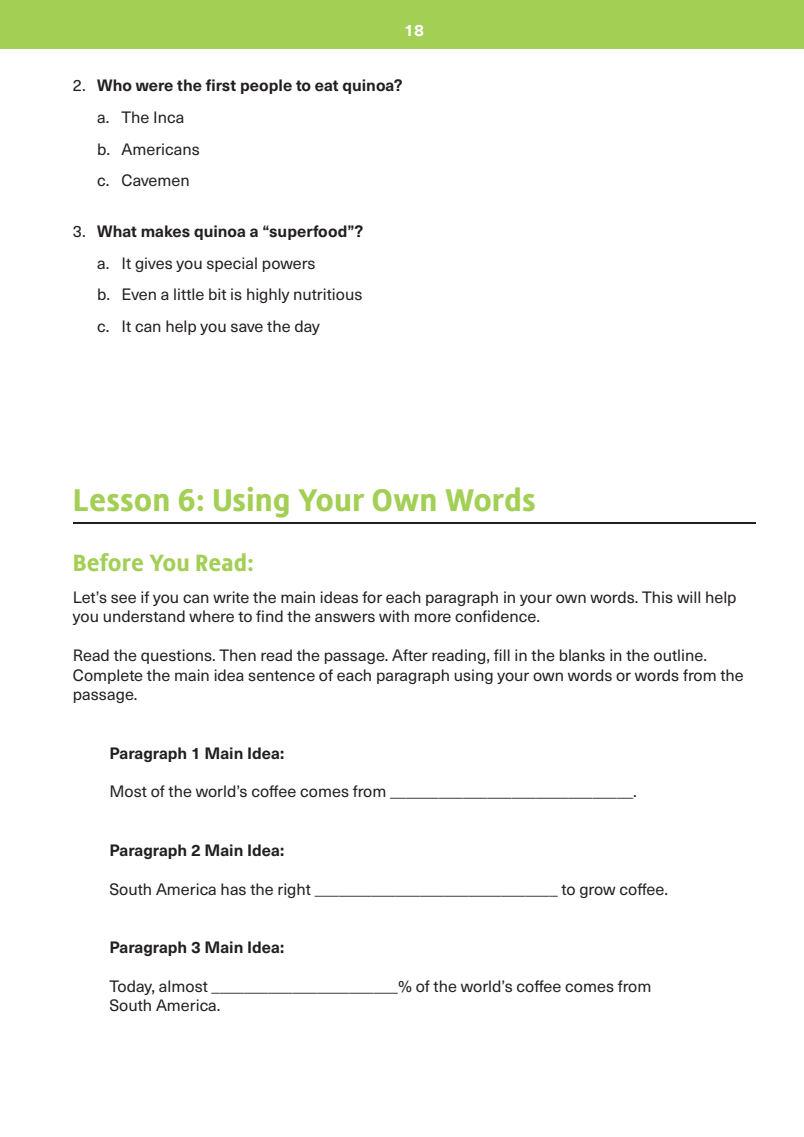 18
2. Who were the first people to eat quinoa?
a. The Inca
b. Americans
c. Cavemen
3. What makes quinoa a “superfood”?
a. It gives you special powers
b. Even a little bit is highly nutritious
c. It can help you save the day
Lesson 6: Using Your Own Words
Before You Read:
Let’s see if you can write the main ideas for each paragraph in your own words. This will help
you understand where to find the answers with more confidence.
Read the questions. Then read the passage. After reading, fill in the blanks in the outline.
Complete the main idea sentence of each paragraph using your own words or words from the
passage.
Paragraph 1 Main Idea:
Most of the world’s coffee comes from ______________________________.
Paragraph 2 Main Idea:
South America has the right ______________________________ to grow coffee.
Paragraph 3 Main Idea:
Today, almost _______________________% of the world’s coffee comes from
South America.